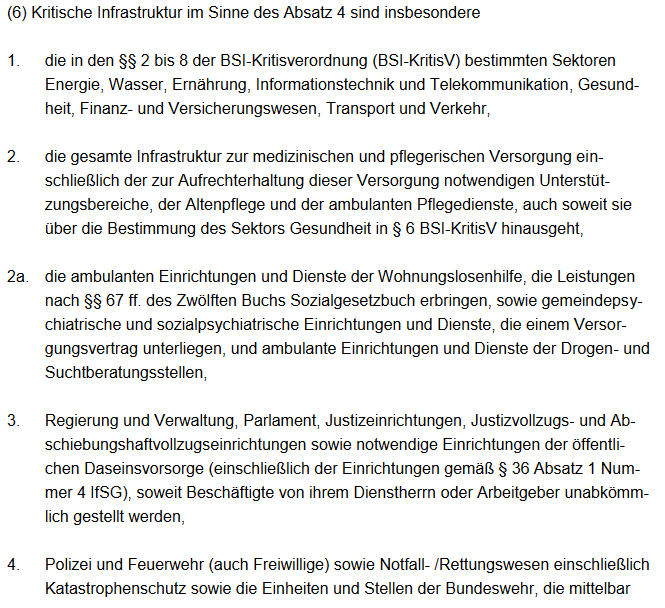 (6) Kritische Infrastruktur im Sinne des Absatz 4 sind insbesondere
1. die in den §§ 2 bis 8 der BSI-Kritisverordnung (BSI-KritisV) bestimmten Sektoren
Energie, Wasser, Ernährung, Informationstechnik und Telekommunikation, Gesund-
heit, Finanz- und Versicherungswesen, Transport und Verkehr,
2. die gesamte Infrastruktur zur medizinischen und pflegerischen Versorgung ein-
schließlich der zur Aufrechterhaltung dieser Versorgung notwendigen Unterstüt-
zungsbereiche, der Altenpflege und der ambulanten Pflegedienste, auch soweit sie
über die Bestimmung des Sektors Gesundheit in § 6 BSI-KritisV hinausgeht,
2a. die ambulanten Einrichtungen und Dienste der Wohnungslosenhilfe, die Leistungen
nach §§ 67 ff. des Zwölften Buchs Sozialgesetzbuch erbringen, sowie gemeindepsy-
chiatrische und sozialpsychiatrische Einrichtungen und Dienste, die einem Versor-
gungsvertrag unterliegen, und ambulante Einrichtungen und Dienste der Drogen- und
Suchtberatungsstellen,
3. Regierung und Verwaltung, Parlament, Justizeinrichtungen, Justizvollzugs- und Ab-
schiebungshaftvollzugseinrichtungen sowie notwendige Einrichtungen der öffentli-
chen Daseinsvorsorge (einschließlich der Einrichtungen gemäß § 36 Absatz 1 Num-
mer 4 IfSG), soweit Beschäftigte von ihrem Dienstherrn oder Arbeitgeber unabkömm-
lich gestellt werden,
4. Polizei und Feuerwehr (auch Freiwillige) sowie Notfall- /Rettungswesen einschließlich
Katastrophenschutz sowie die Einheiten und Stellen der Bundeswehr, die mittelbar